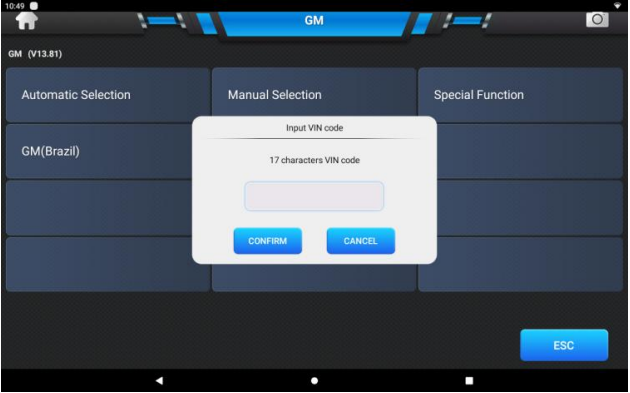 10:49
GM
GM (V13.81)
Automatic Selection
Manual Selection
Special Function
GM(Brazil)
Input VIN code
17 characters VIN code
CONFIRM
CANCEL
ESC